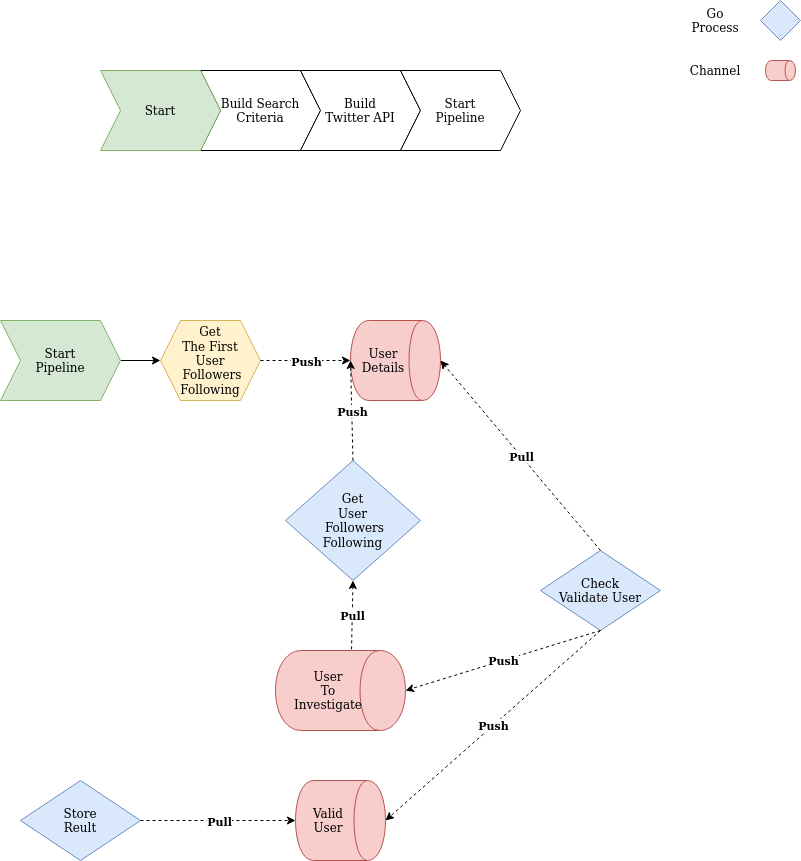 Go
Process
Channel
Start
Build Search
Criteria
Build
Twitter API
Start
Pipeline
Start
Pipeline
Get
The First
User
Followers
Following
Push
User
Details
Push
Pull
Get
User
Followers
Following
Check
Validate User
Pull
User
To
Investigate
Push
Push
Store
Reult
Pull
Valid
User